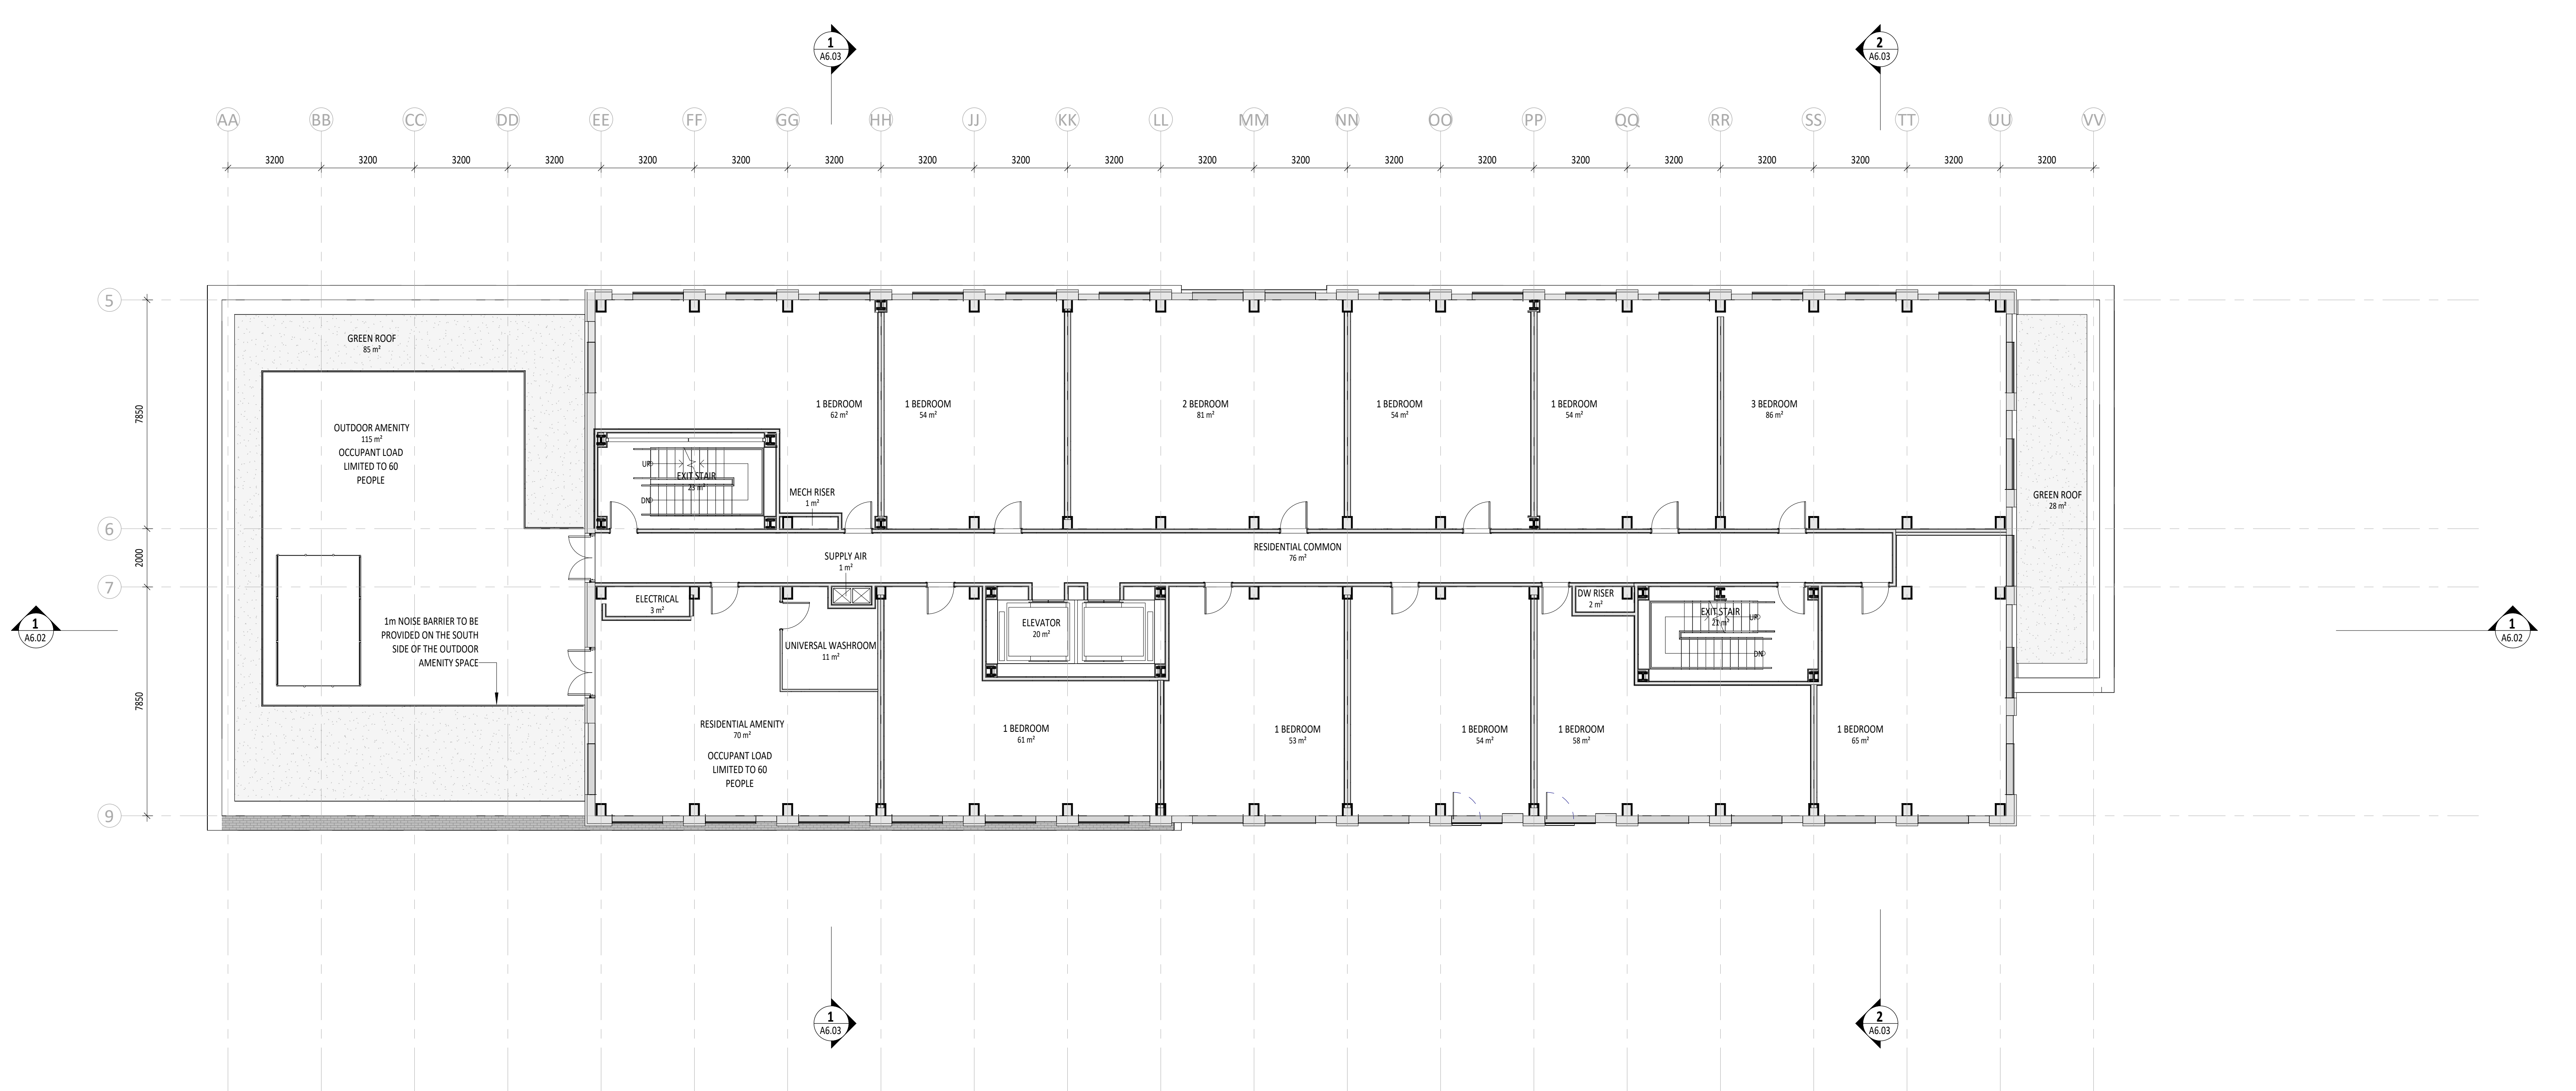 1
A6.03
2
A6.03
AA BB CC DD EE FF GG HH JJ KK LL MM NN OO PP QQ RR SS TT UU VV
3200 3200 3200 3200 3200 3200 3200 3200 3200 3200 3200 3200 3200 3200 3200 3200 3200 3200 3200 3200
5
6
7
9
7850
2000
7850
GREEN ROOF
85 m²
OUTDOOR AMENITY
115 m²
OCCUPANT LOAD
LIMITED TO 60
PEOPLE
1 BEDROOM
62 m²
1 BEDROOM
54 m²
2 BEDROOM
81 m²
1 BEDROOM
54 m²
1 BEDROOM
54 m²
3 BEDROOM
86 m²
UP
EXIT STAIR
23 m²
DN
MECH RISER
1 m²
GREEN ROOF
28 m²
SUPPLY AIR
1 m²
RESIDENTIAL COMMON
76 m²
ELECTRICAL
3 m²
1m NOISE BARRIER TO BE
PROVIDED ON THE SOUTH
SIDE OF THE OUTDOOR
AMENITY SPACE
UNIVERSAL WASHROOM
11 m²
ELEVATOR
20 m²
DW RISER
2 m²
EXIT STAIR
21 m²
UP
DN
RESIDENTIAL AMENITY
70 m²
OCCUPANT LOAD
LIMITED TO 60
PEOPLE
1 BEDROOM
61 m²
1 BEDROOM
53 m²
1 BEDROOM
54 m²
1 BEDROOM
58 m²
1 BEDROOM
65 m²
1
A6.02
1
A6.02
1
A6.03
2
A6.03